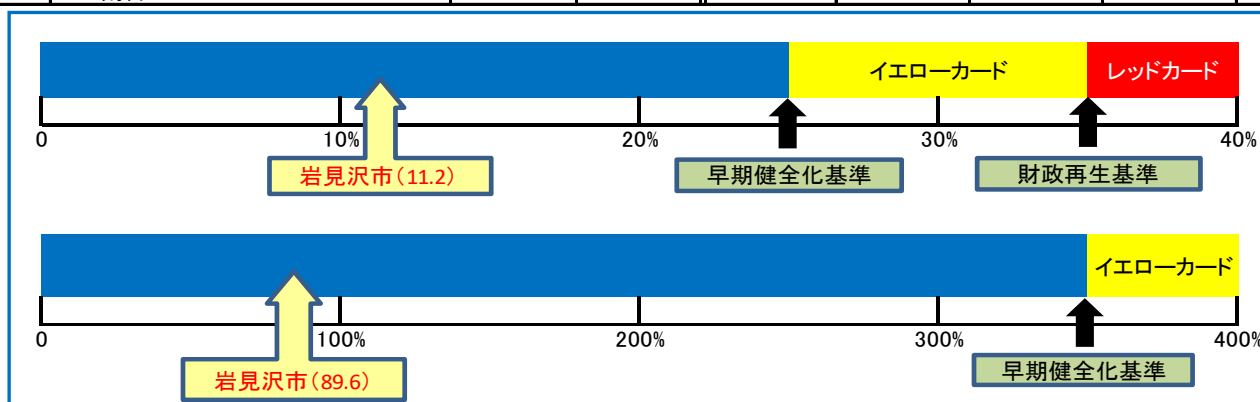 イエローカード
レッドカード
0 10% 20% 30% 40%
岩見沢市(11.2)
早期健全化基準
財政再生基準
イエローカード
0 100% 200% 300% 400%
岩見沢市(89.6)
早期健全化基準